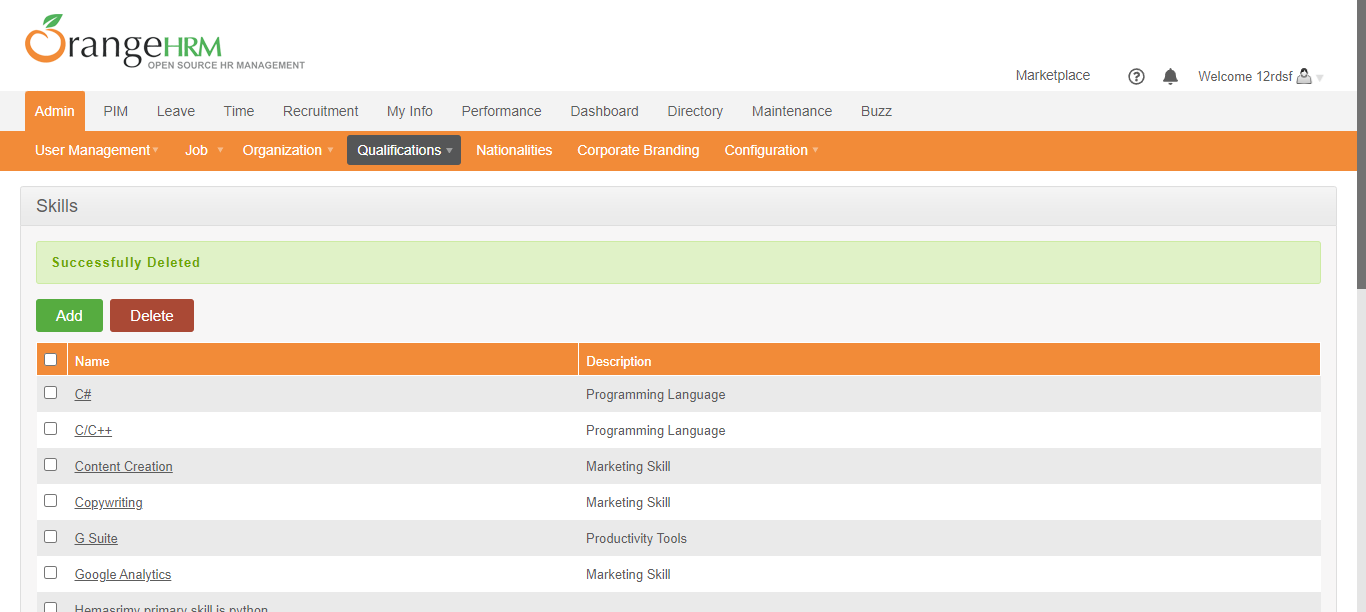 OrangeHRM
OPEN SOURCE HR MANAGEMENT
Marketplace ? Welcome 12rdsf
Admin PIM Leave Time Recruitment My Info Performance Dashboard Directory Maintenance Buzz
User Management Job Organization Qualifications Nationalities Corporate Branding Configuration
Skills
Successfully Deleted
Add Delete
Name Description
C# Programming Language
C/C++ Programming Language
Content Creation Marketing Skill
Copywriting Marketing Skill
G Suite Productivity Tools
Google Analytics Marketing Skill
Hemasrimy primary skill is python